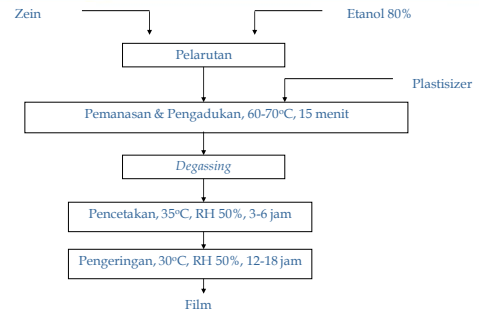 Zein
Etanol 80%
Pelarutan
Plastisizer
Pemanasan & Pengadukan, 60-70°C, 15 menit
Degassing
Pencetakan, 35°C, RH 50%, 3-6 jam
Pengeringan, 30°C, RH 50%, 12-18 jam
Film